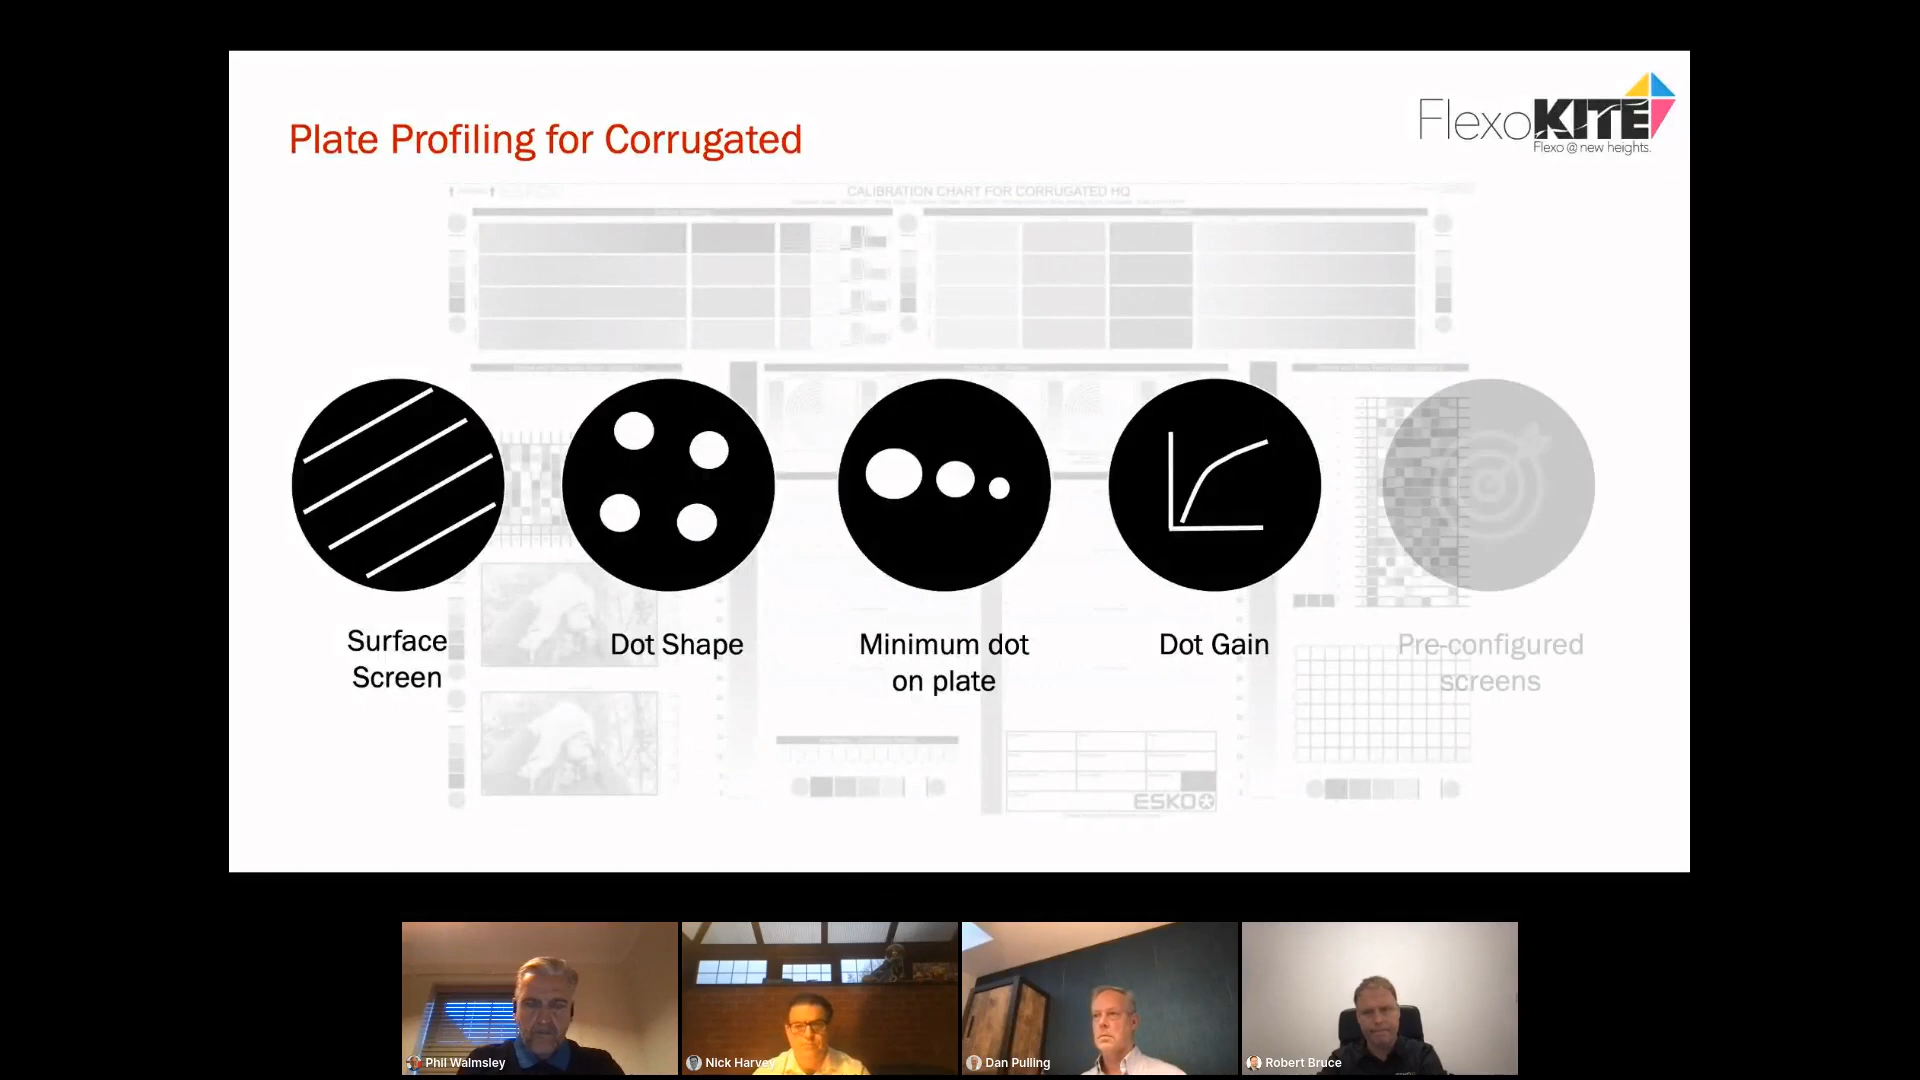 Plate Profiling for Corrugated
FlexoKITE
Flexo @ new heights.
CALIBRATION CHART FOR CORRUGATED HQ
Surface
Screen
Dot Shape
Minimum dot
on plate
Dot Gain
Pre-configured
screens
ESKO
Phil Walmsley
Nick Harvey
Dan Pulling
Robert Bruce